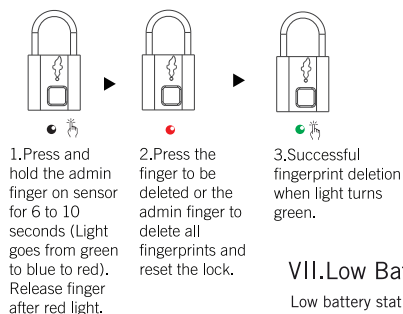 1.Press and
hold the admin
finger on sensor
for 6 to 10
seconds (Light
goes from green
to blue to red).
Release finger
after red light.
2.Press the
finger to be
deleted or the
admin finger to
delete all
fingerprints and
reset the lock.
3.Successful
fingerprint deletion
when light turns
green.
VII.Low Ba
Low battery stat